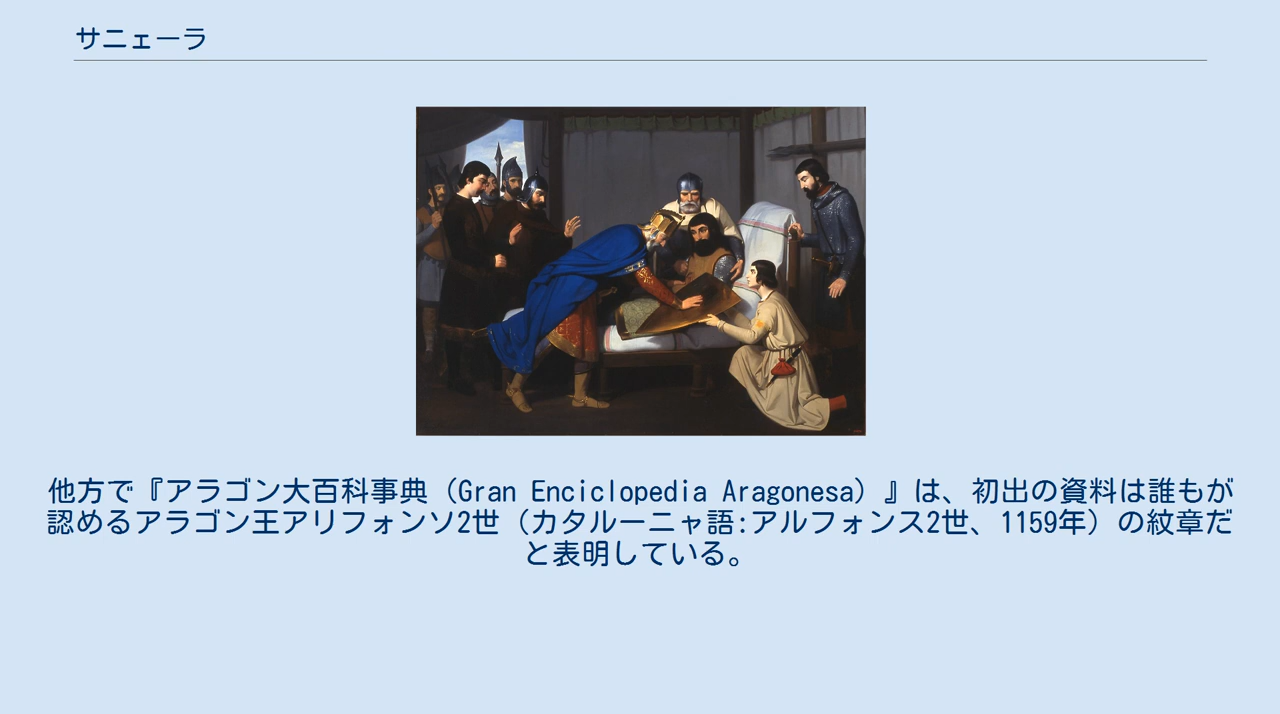 サニェーラ
他方で『アラゴン大百科事典（Gran Enciclopedia Aragonesa）』は、初出の資料は誰もが
認めるアラゴン王アリフォンソ2世（カタルーニャ語:アルフォンス2世、1159年）の紋章だ
と表明している。